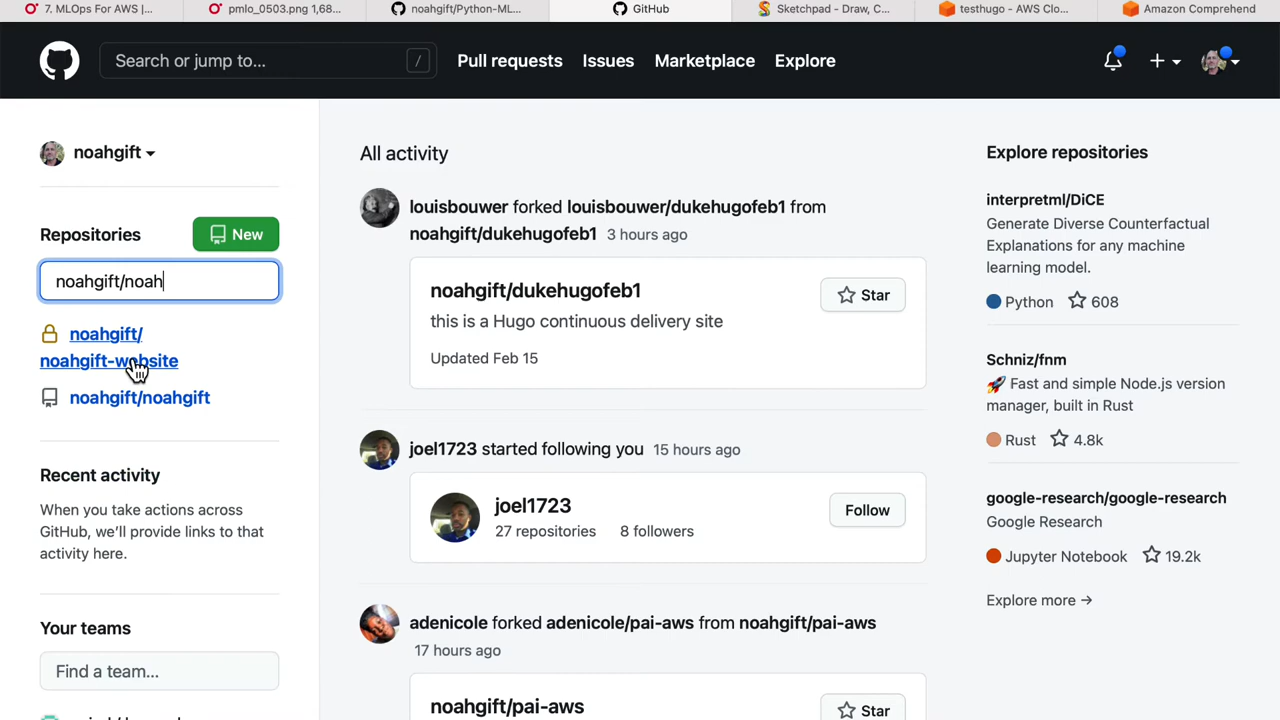 7. MLOps For AWS |...
pmlo_0503.png 1,68...
noahgift/Python-ML...
GitHub
Sketchpad - Draw, C...
testhugo - AWS Clo...
Amazon Comprehend
Search or jump to...
/
Pull requests
Issues
Marketplace
Explore
noahgift
Repositories
New
noahgift/noah
noahgift/
noahgift-website
noahgift/noahgift
Recent activity
When you take actions across
GitHub, we'll provide links to that
activity here.
Your teams
Find a team...
All activity
louisbouwer forked louisbouwer/dukehugofeb1 from
noahgift/dukehugofeb1 3 hours ago
noahgift/dukehugofeb1
Star
this is a Hugo continuous delivery site
Updated Feb 15
joel1723 started following you 15 hours ago
joel1723
27 repositories 8 followers
Follow
adenicole forked adenicole/pai-aws from noahgift/pai-aws
17 hours ago
noahgift/pai-aws
Star
Explore repositories
interpretml/DiCE
Generate Diverse Counterfactual
Explanations for any machine
learning model.
Python 608
Schniz/fnm
🚀 Fast and simple Node.js version
manager, built in Rust
Rust 4.8k
google-research/google-research
Google Research
Jupyter Notebook 19.2k
Explore more →